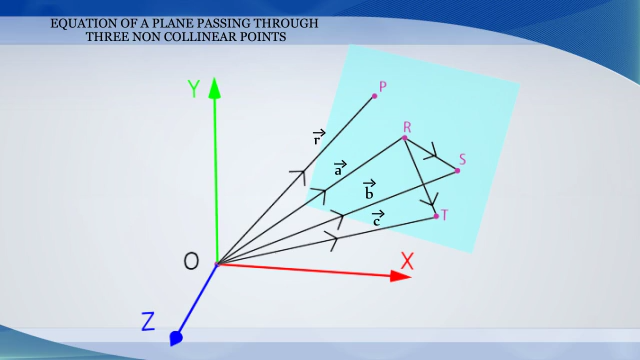 EQUATION OF A PLANE PASSING THROUGH
THREE NON COLLINEAR POINTS
Y
P
r
R
a
S
b
c
T
O
X
Z